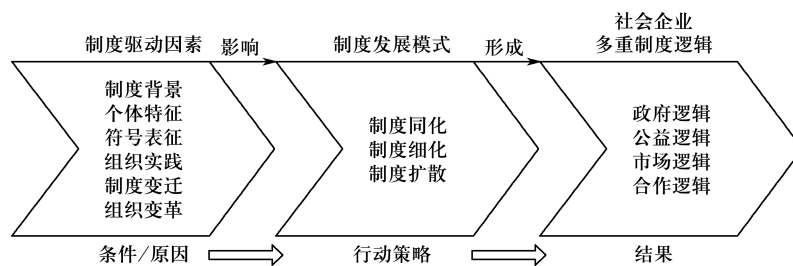 制度驱动因素
影响
制度发展模式
形成
社会企业
多重制度逻辑
制度背景
个体特征
符号表征
组织实践
制度变迁
组织变革
制度同化
制度细化
制度扩散
政府逻辑
公益逻辑
市场逻辑
合作逻辑
条件/原因
行动策略
结果